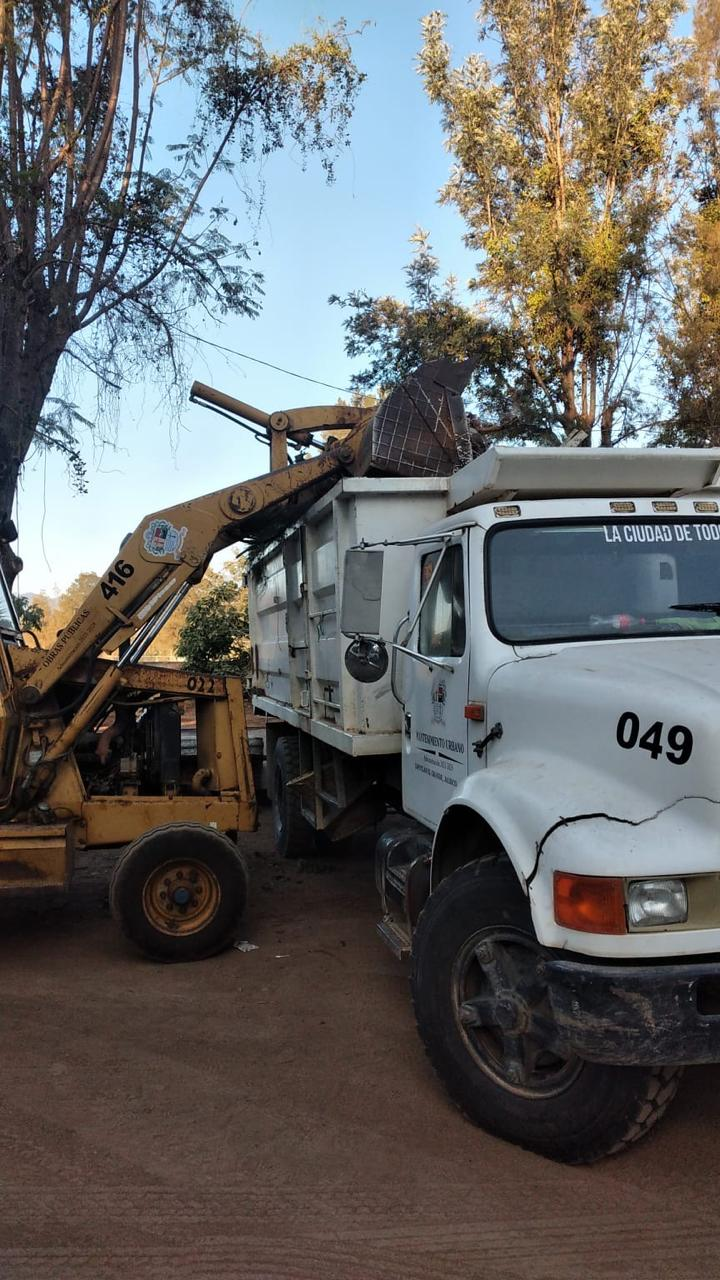 LA CIUDAD DE TOD
416
OBRAS PUBLICAS
022
049
MANTENIMIENTO URBANO